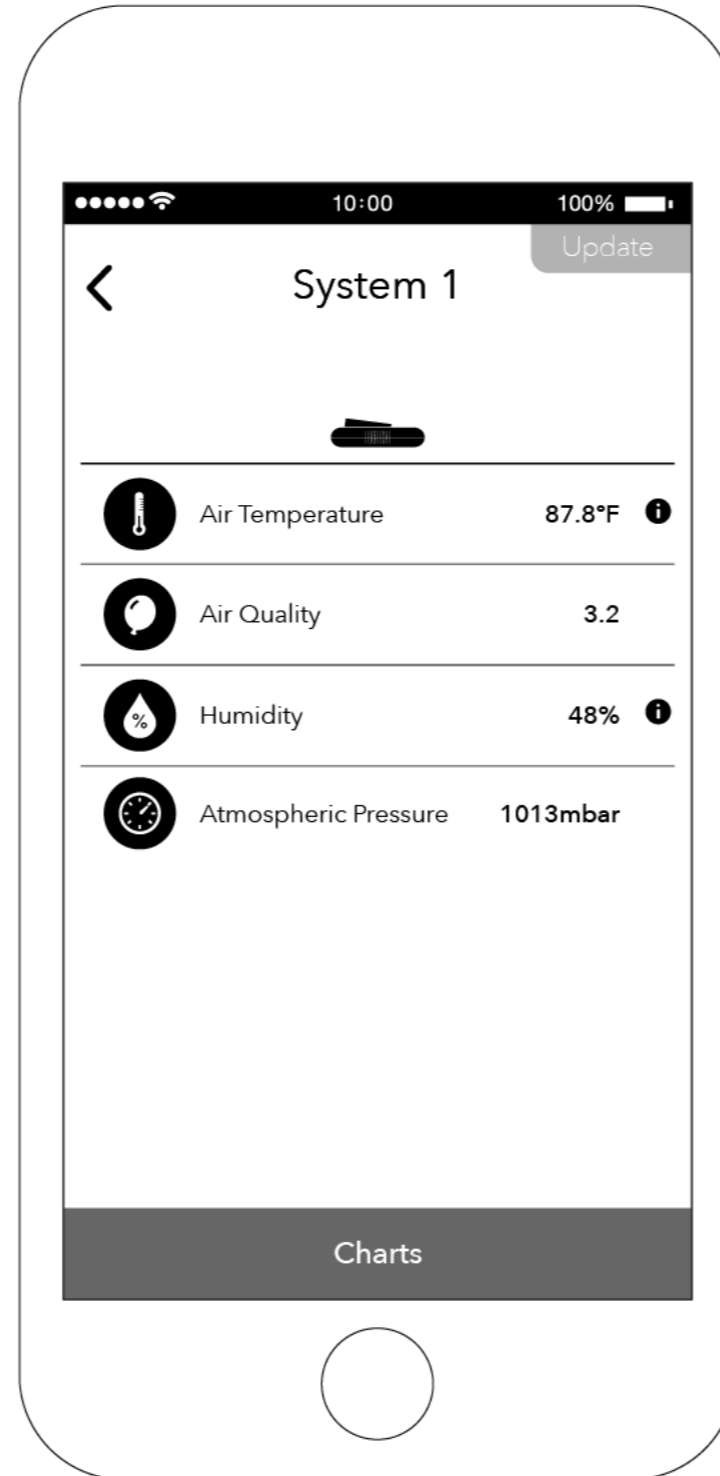 10:00 100%
Update
System 1
Air Temperature 87.8°F i
Air Quality 3.2
% Humidity 48% i
Atmospheric Pressure 1013mbar
Charts